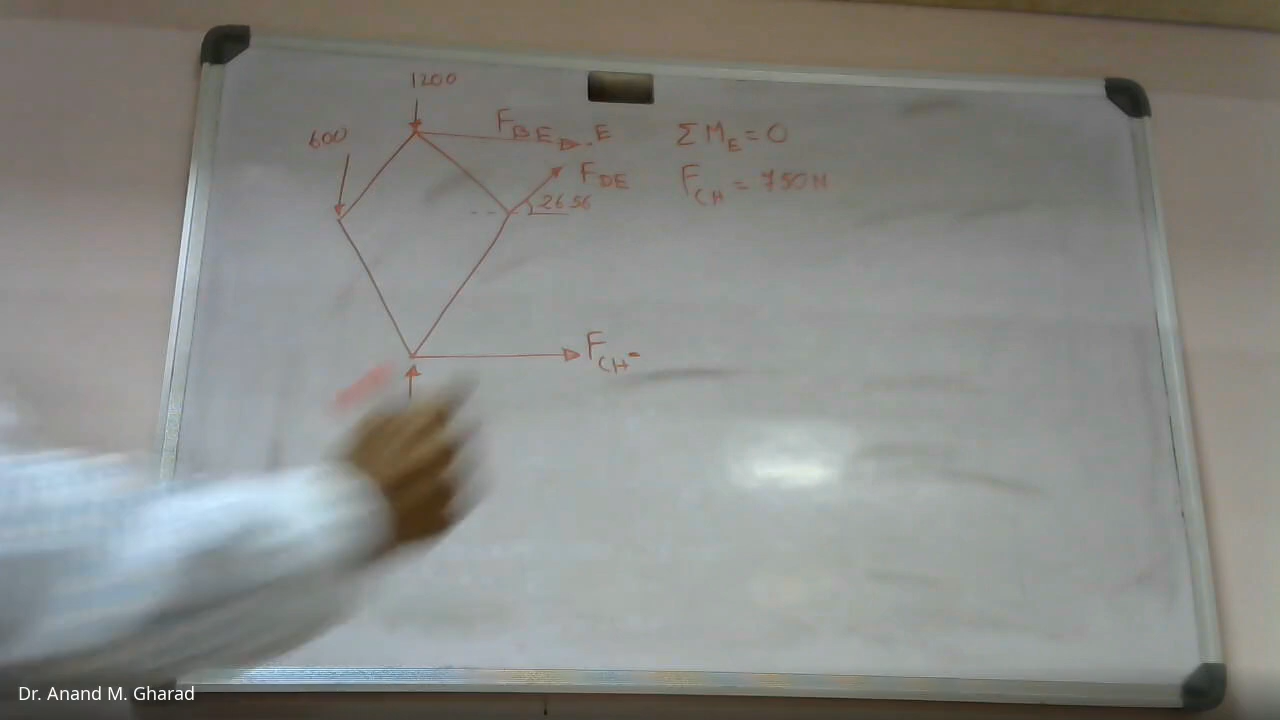 1200
600
F_BE
.E
ΣM_E = 0
F_DE
F_CH = 750N
26.56
F_CH
Dr. Anand M. Gharad